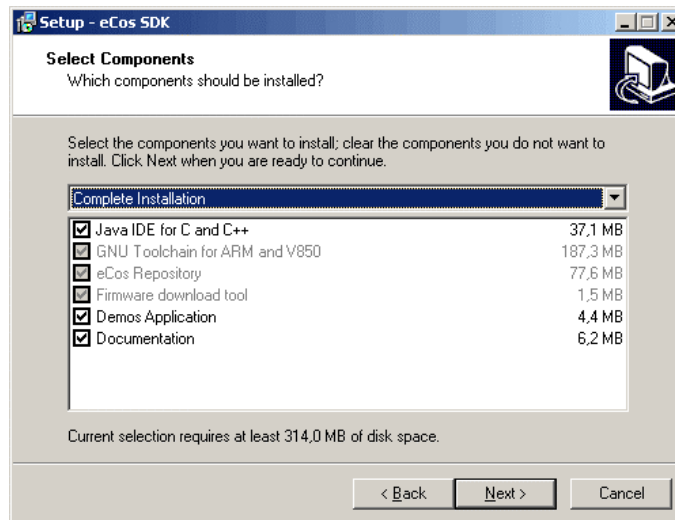 Setup - eCos SDK
Select Components
Which components should be installed?
Select the components you want to install; clear the components you do not want to
install. Click Next when you are ready to continue.
Complete Installation
Java IDE for C and C++ 37,1 MB
GNU Toolchain for ARM and V850 187,3 MB
eCos Repository 77,6 MB
Firmware download tool 1,5 MB
Demos Application 4,4 MB
Documentation 6,2 MB
Current selection requires at least 314,0 MB of disk space.
< Back Next > Cancel